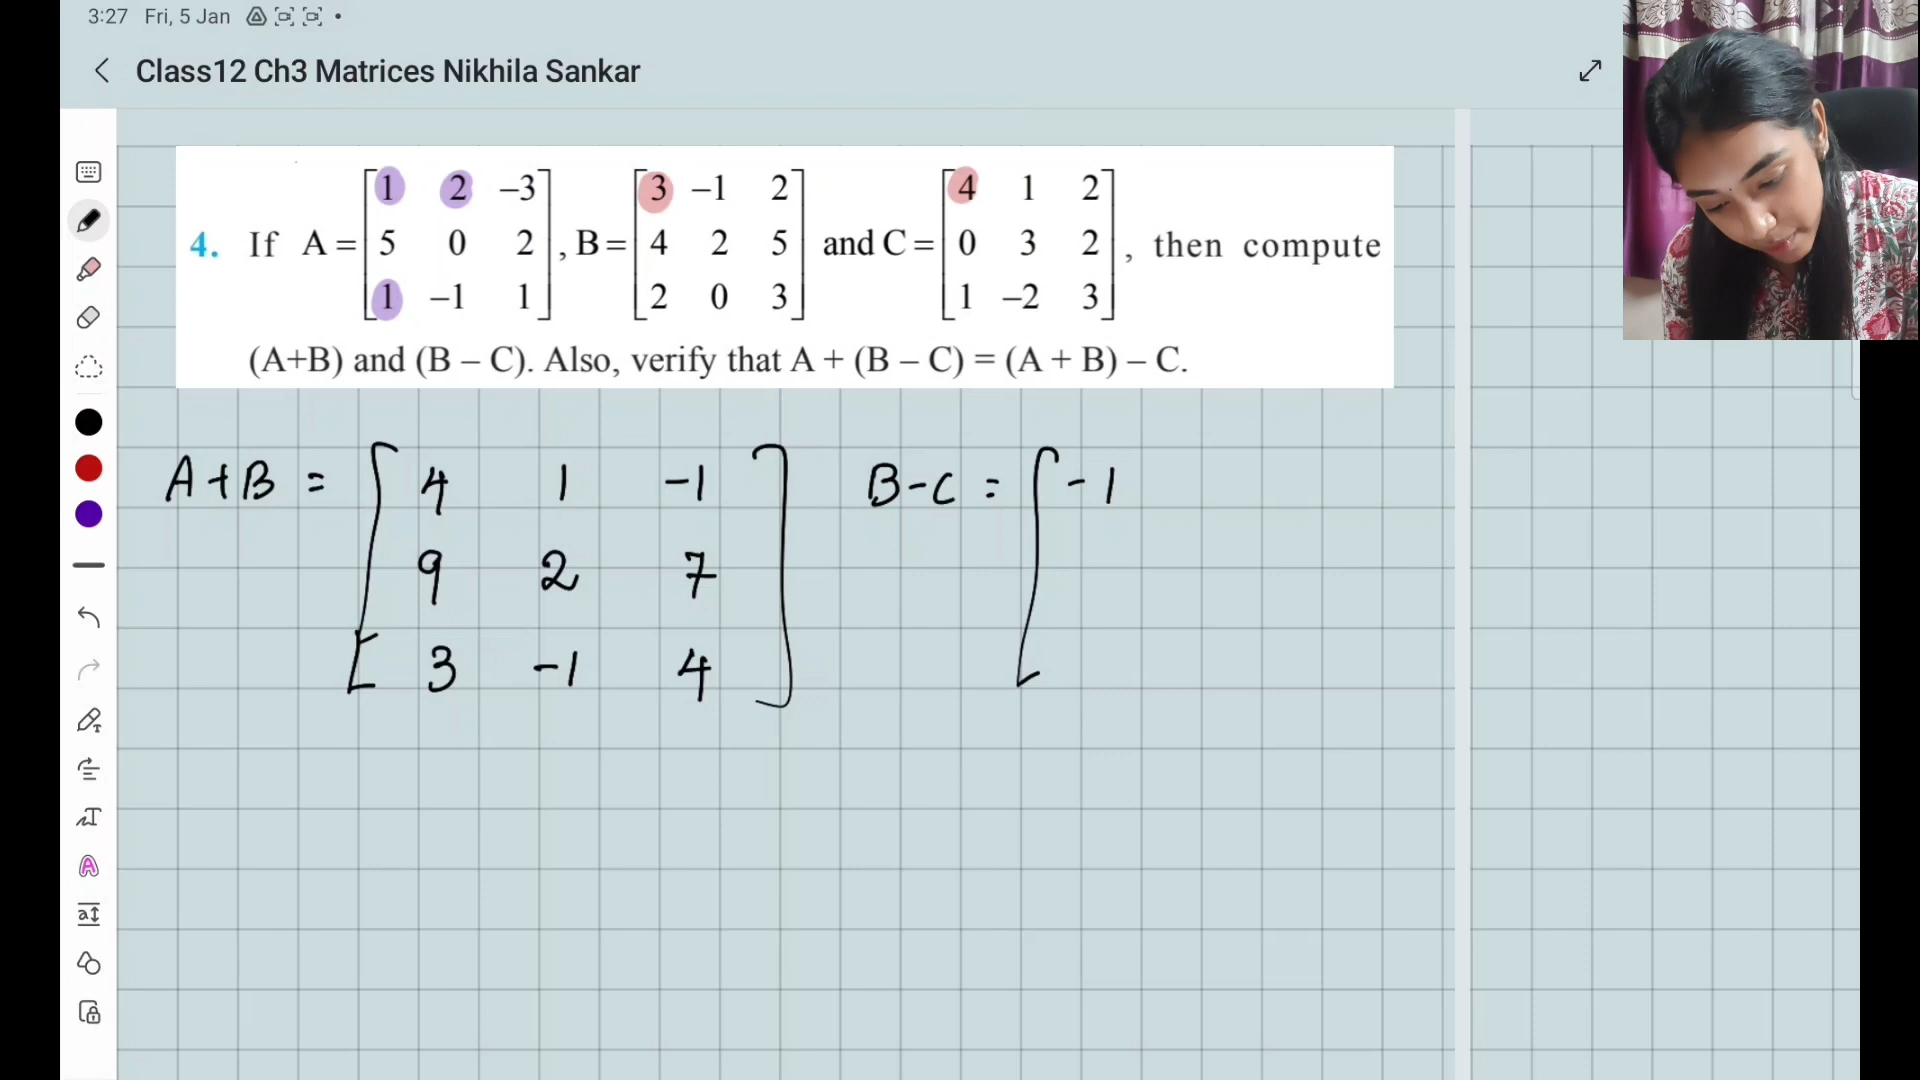 3:27 Fri, 5 Jan
Class12 Ch3 Matrices Nikhila Sankar
4. If A = [1 2 –3; 5 0 2; 1 –1 1], B = [3 –1 2; 4 2 5; 2 0 3] and C = [4 1 2; 0 3 2; 1 –2 3], then compute
(A+B) and (B – C). Also, verify that A + (B – C) = (A + B) – C.
A+B = [4 1 -1 B-C = [-1
9 2 7
3 -1 4]